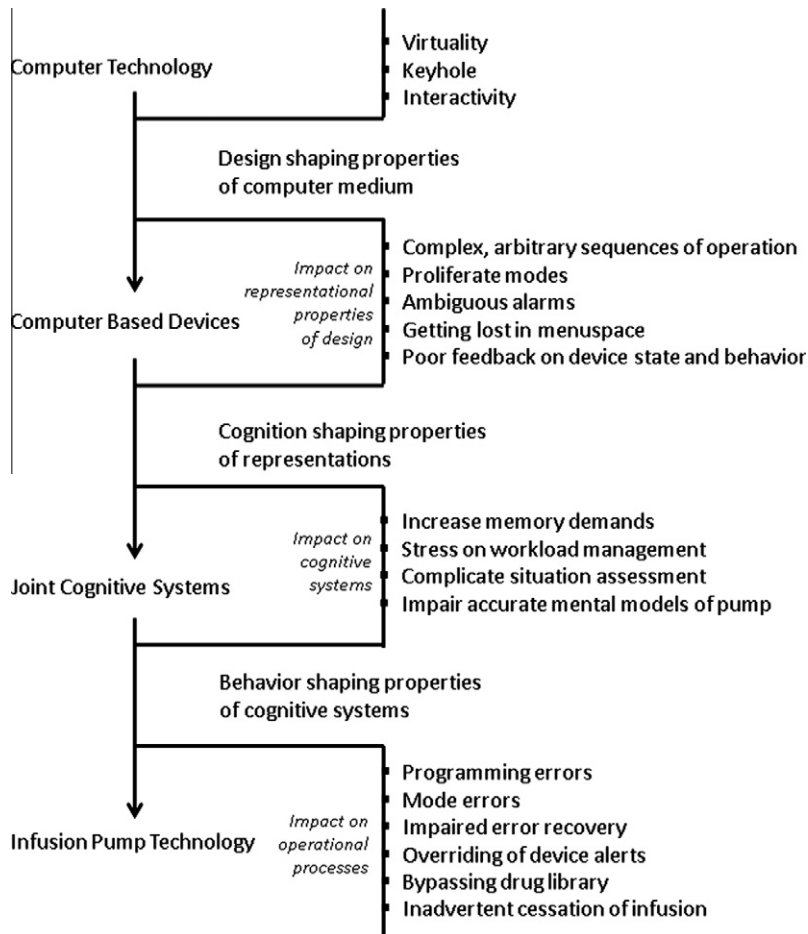 Computer Technology
Virtuality
Keyhole
Interactivity
Design shaping properties
of computer medium
Computer Based Devices
Impact on
representational
properties
of design
Complex, arbitrary sequences of operation
Proliferate modes
Ambiguous alarms
Getting lost in menuspace
Poor feedback on device state and behavior
Cognition shaping properties
of representations
Joint Cognitive Systems
Impact on
cognitive
systems
Increase memory demands
Stress on workload management
Complicate situation assessment
Impair accurate mental models of pump
Behavior shaping properties
of cognitive systems
Infusion Pump Technology
Impact on
operational
processes
Programming errors
Mode errors
Impaired error recovery
Overriding of device alerts
Bypassing drug library
Inadvertent cessation of infusion